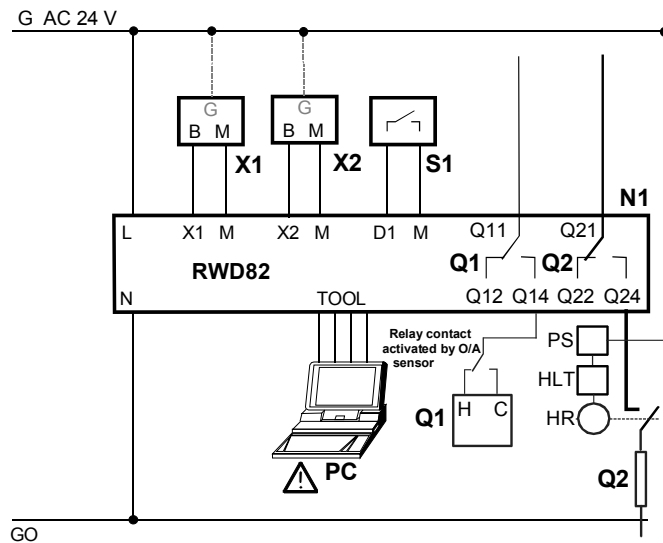 G AC 24 V
G
B M
X1
G
B M
X2
S1
N1
L X1 M X2 M D1 M Q11 Q21
RWD82
Q1 Q2
N TOOL Q12 Q14 Q22 Q24
Relay contact
activated by O/A
sensor
PS
HLT
H C
Q1
HR
PC
Q2
GO